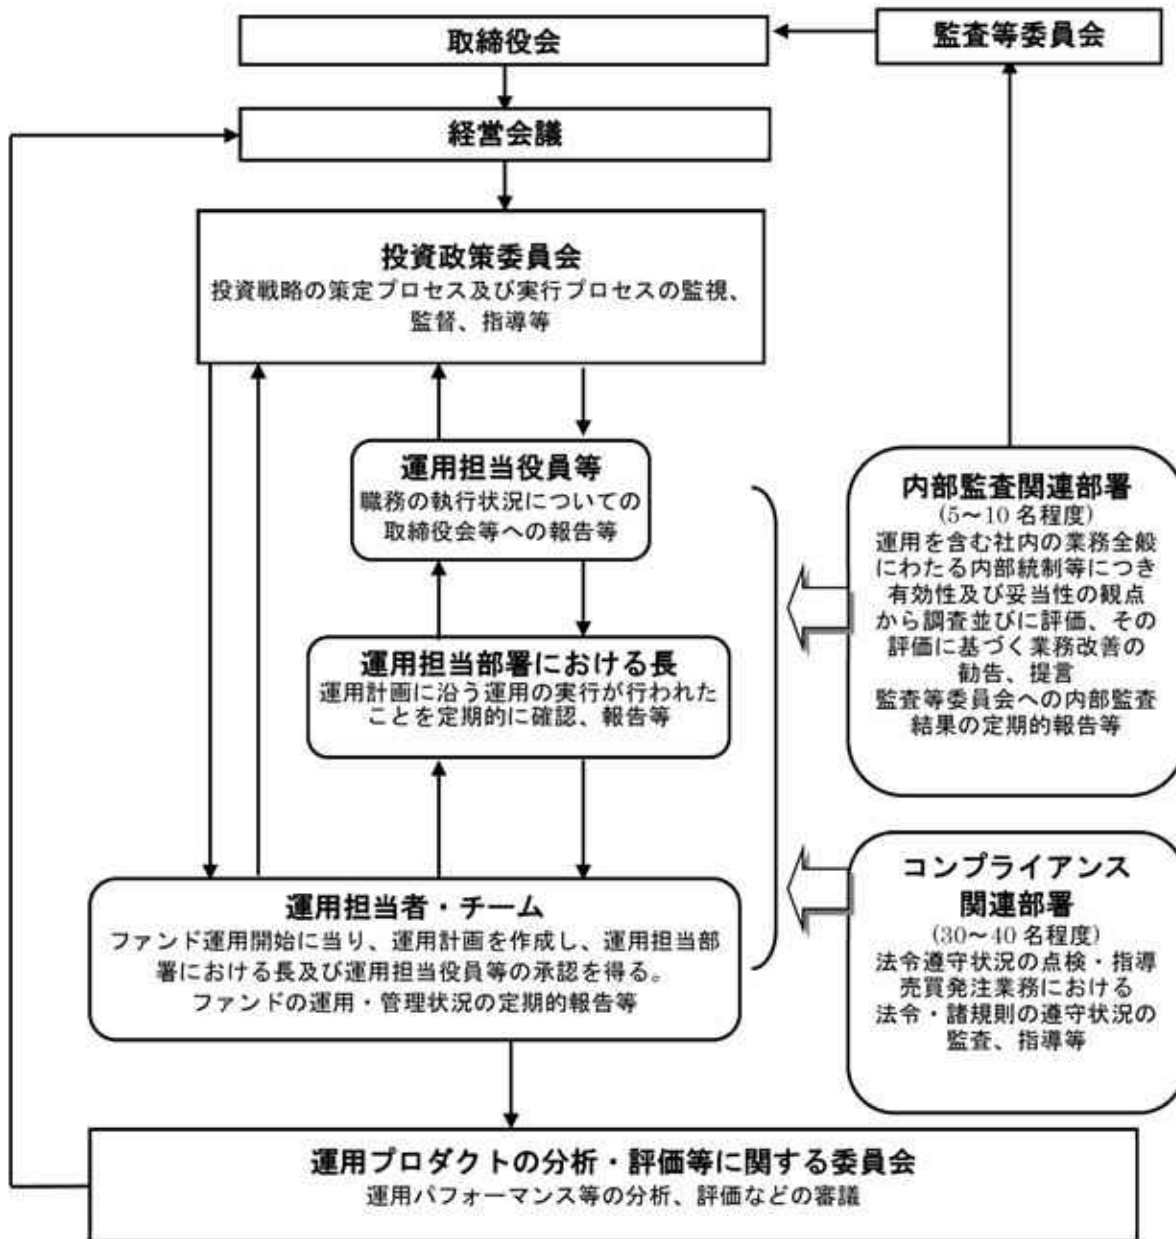 取締役会
監査等委員会
経営会議
投資政策委員会
投資戦略の策定プロセス及び実行プロセスの監視、
監督、指導等
運用担当役員等
職務の執行状況についての
取締役会等への報告等
運用担当部署における長
運用計画に沿う運用の実行が行われた
ことを定期的に確認、報告等
運用担当者・チーム
ファンド運用開始に当り、運用計画を作成し、運用担当部
署における長及び運用担当役員等の承認を得る。
ファンドの運用・管理状況の定期的報告等
内部監査関連部署
(5～10 名程度)
運用を含む社内の業務全般
にわたる内部統制等につき
有効性及び妥当性の観点
から調査並びに評価、その
評価に基づく業務改善の
勧告、提言
監査等委員会への内部監査
結果の定期的報告等
コンプライアンス
関連部署
(30～40 名程度)
法令遵守状況の点検・指導
売買発注業務における
法令・諸規則の遵守状況の
監査、指導等
運用プロダクトの分析・評価等に関する委員会
運用パフォーマンス等の分析、評価などの審議